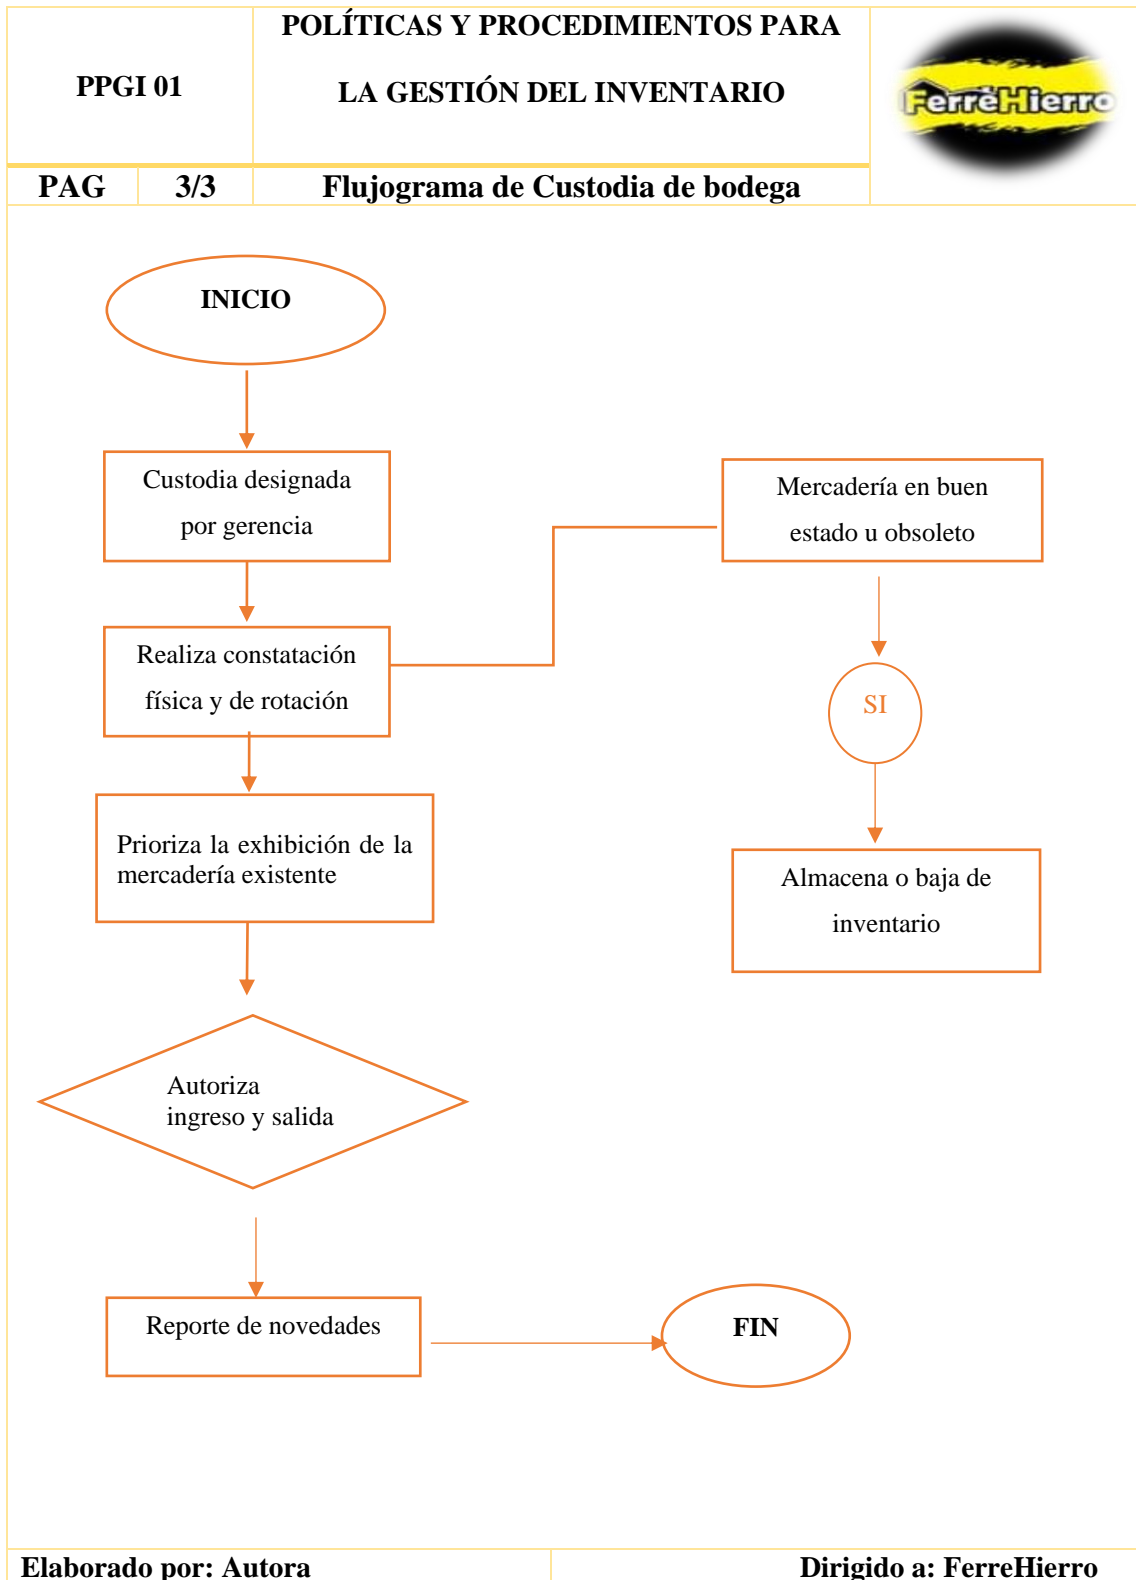 PPGI 01
POLÍTICAS Y PROCEDIMIENTOS PARA
LA GESTIÓN DEL INVENTARIO
FerreHierro
PAG
3/3
Flujograma de Custodia de bodega
INICIO
Custodia designada
por gerencia
Realiza constatación
física y de rotación
Prioriza la exhibición de la
mercadería existente
Autoriza
ingreso y salida
Reporte de novedades
FIN
Mercadería en buen
estado u obsoleto
SI
Almacena o baja de
inventario
Elaborado por: Autora
Dirigido a: FerreHierro